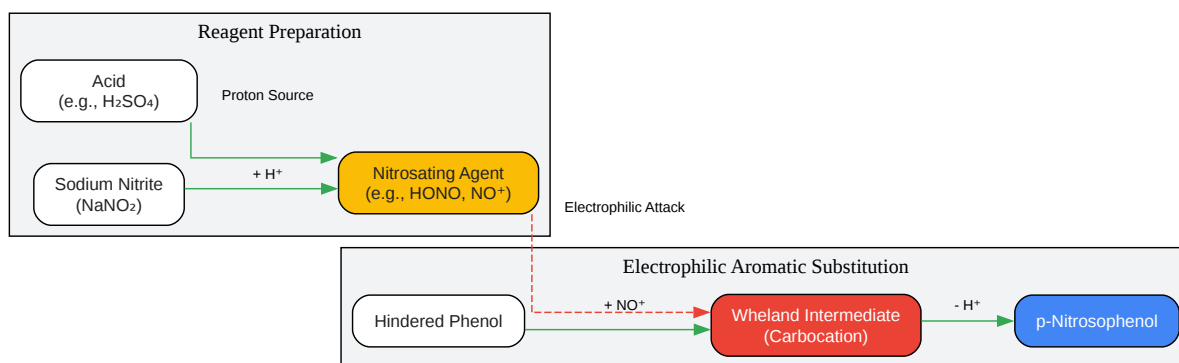 Reagent Preparation
Acid
(e.g., H₂SO₄)
Proton Source
Sodium Nitrite
(NaNO₂)
+ H⁺
Nitrosating Agent
(e.g., HONO, NO⁺)
Electrophilic Attack
Electrophilic Aromatic Substitution
Hindered Phenol
+ NO⁺
Wheland Intermediate
(Carbocation)
- H⁺
p-Nitrosophenol